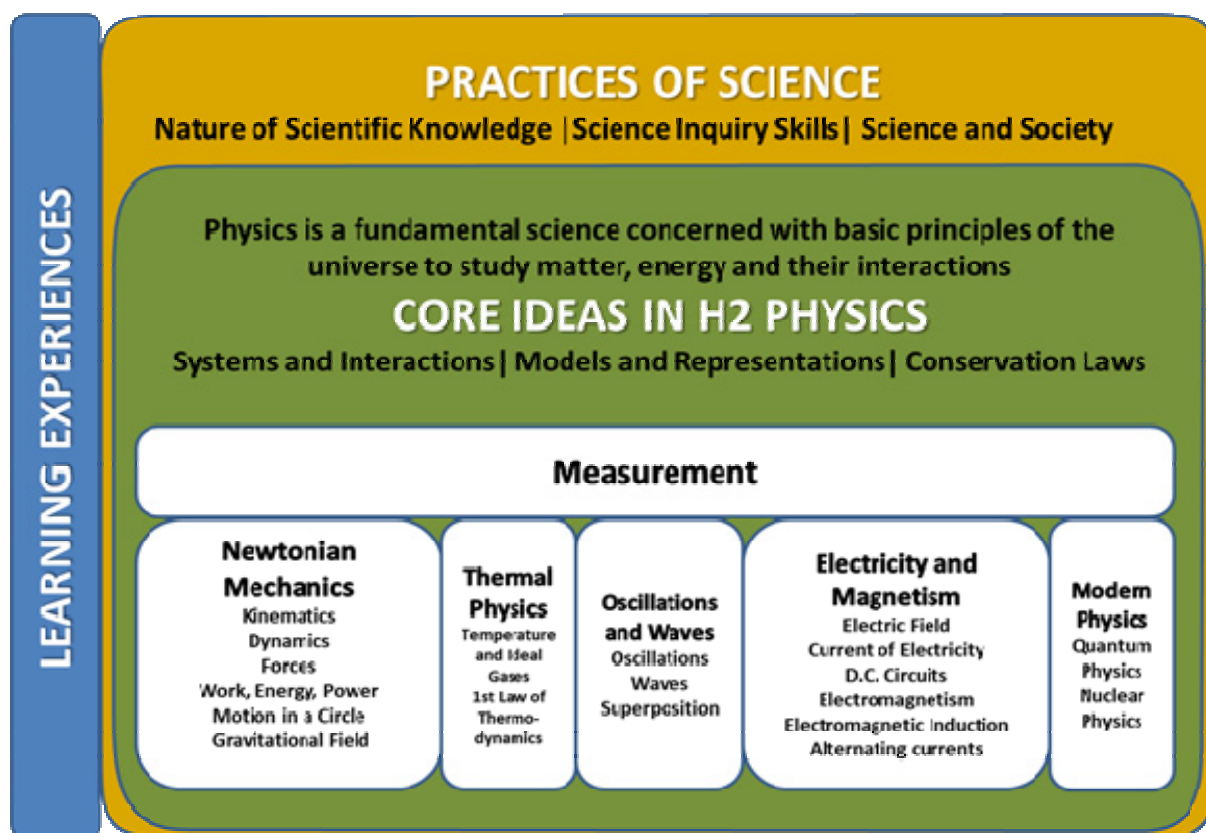 LEARNING EXPERIENCES
PRACTICES OF SCIENCE
Nature of Scientific Knowledge |Science Inquiry Skills| Science and Society
Physics is a fundamental science concerned with basic principles of the
universe to study matter, energy and their interactions
CORE IDEAS IN H2 PHYSICS
Systems and Interactions| Models and Representations| Conservation Laws
Measurement
Newtonian
Mechanics
Kinematics
Dynamics
Forces
Work, Energy, Power
Motion in a Circle
Gravitational Field
Thermal
Physics
Temperature
and Ideal
Gases
1st Law of
Thermo-
dynamics
Oscillations
and Waves
Oscillations
Waves
Superposition
Electricity and
Magnetism
Electric Field
Current of Electricity
D.C. Circuits
Electromagnetism
Electromagnetic Induction
Alternating currents
Modern
Physics
Quantum
Physics
Nuclear
Physics